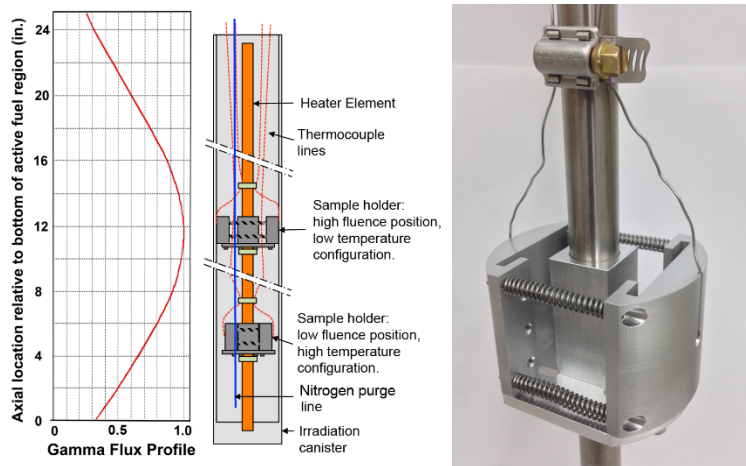 Axial location relative to bottom of active fuel region (in.)
24
20
16
12
8
4
0
0
0.5
1.0
Gamma Flux Profile
Heater Element
Thermocouple
lines
Sample holder:
high fluence position,
low temperature
configuration.
Sample holder:
low fluence position,
high temperature
configuration.
Nitrogen purge
line
Irradiation
canister